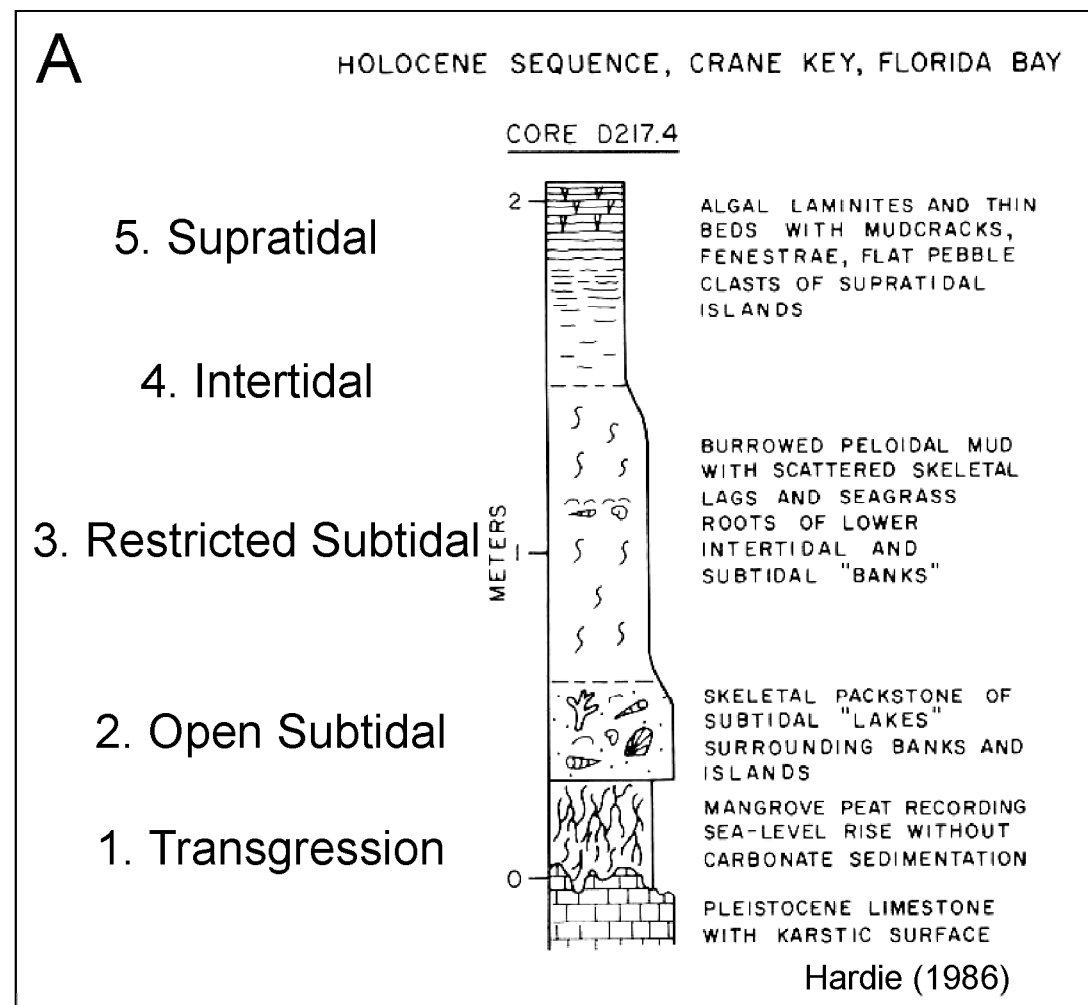 A
HOLOCENE SEQUENCE, CRANE KEY, FLORIDA BAY
CORE D217.4
2
5. Supratidal
ALGAL LAMINITES AND THIN
BEDS WITH MUDCRACKS,
FENESTRAE, FLAT PEBBLE
CLASTS OF SUPRATIDAL
ISLANDS
4. Intertidal
3. Restricted Subtidal
METERS
1
BURROWED PELOIDAL MUD
WITH SCATTERED SKELETAL
LAGS AND SEAGRASS
ROOTS OF LOWER
INTERTIDAL AND
SUBTIDAL "BANKS"
2. Open Subtidal
SKELETAL PACKSTONE OF
SUBTIDAL "LAKES"
SURROUNDING BANKS AND
ISLANDS
1. Transgression
MANGROVE PEAT RECORDING
SEA-LEVEL RISE WITHOUT
CARBONATE SEDIMENTATION
0
PLEISTOCENE LIMESTONE
WITH KARSTIC SURFACE
Hardie (1986)